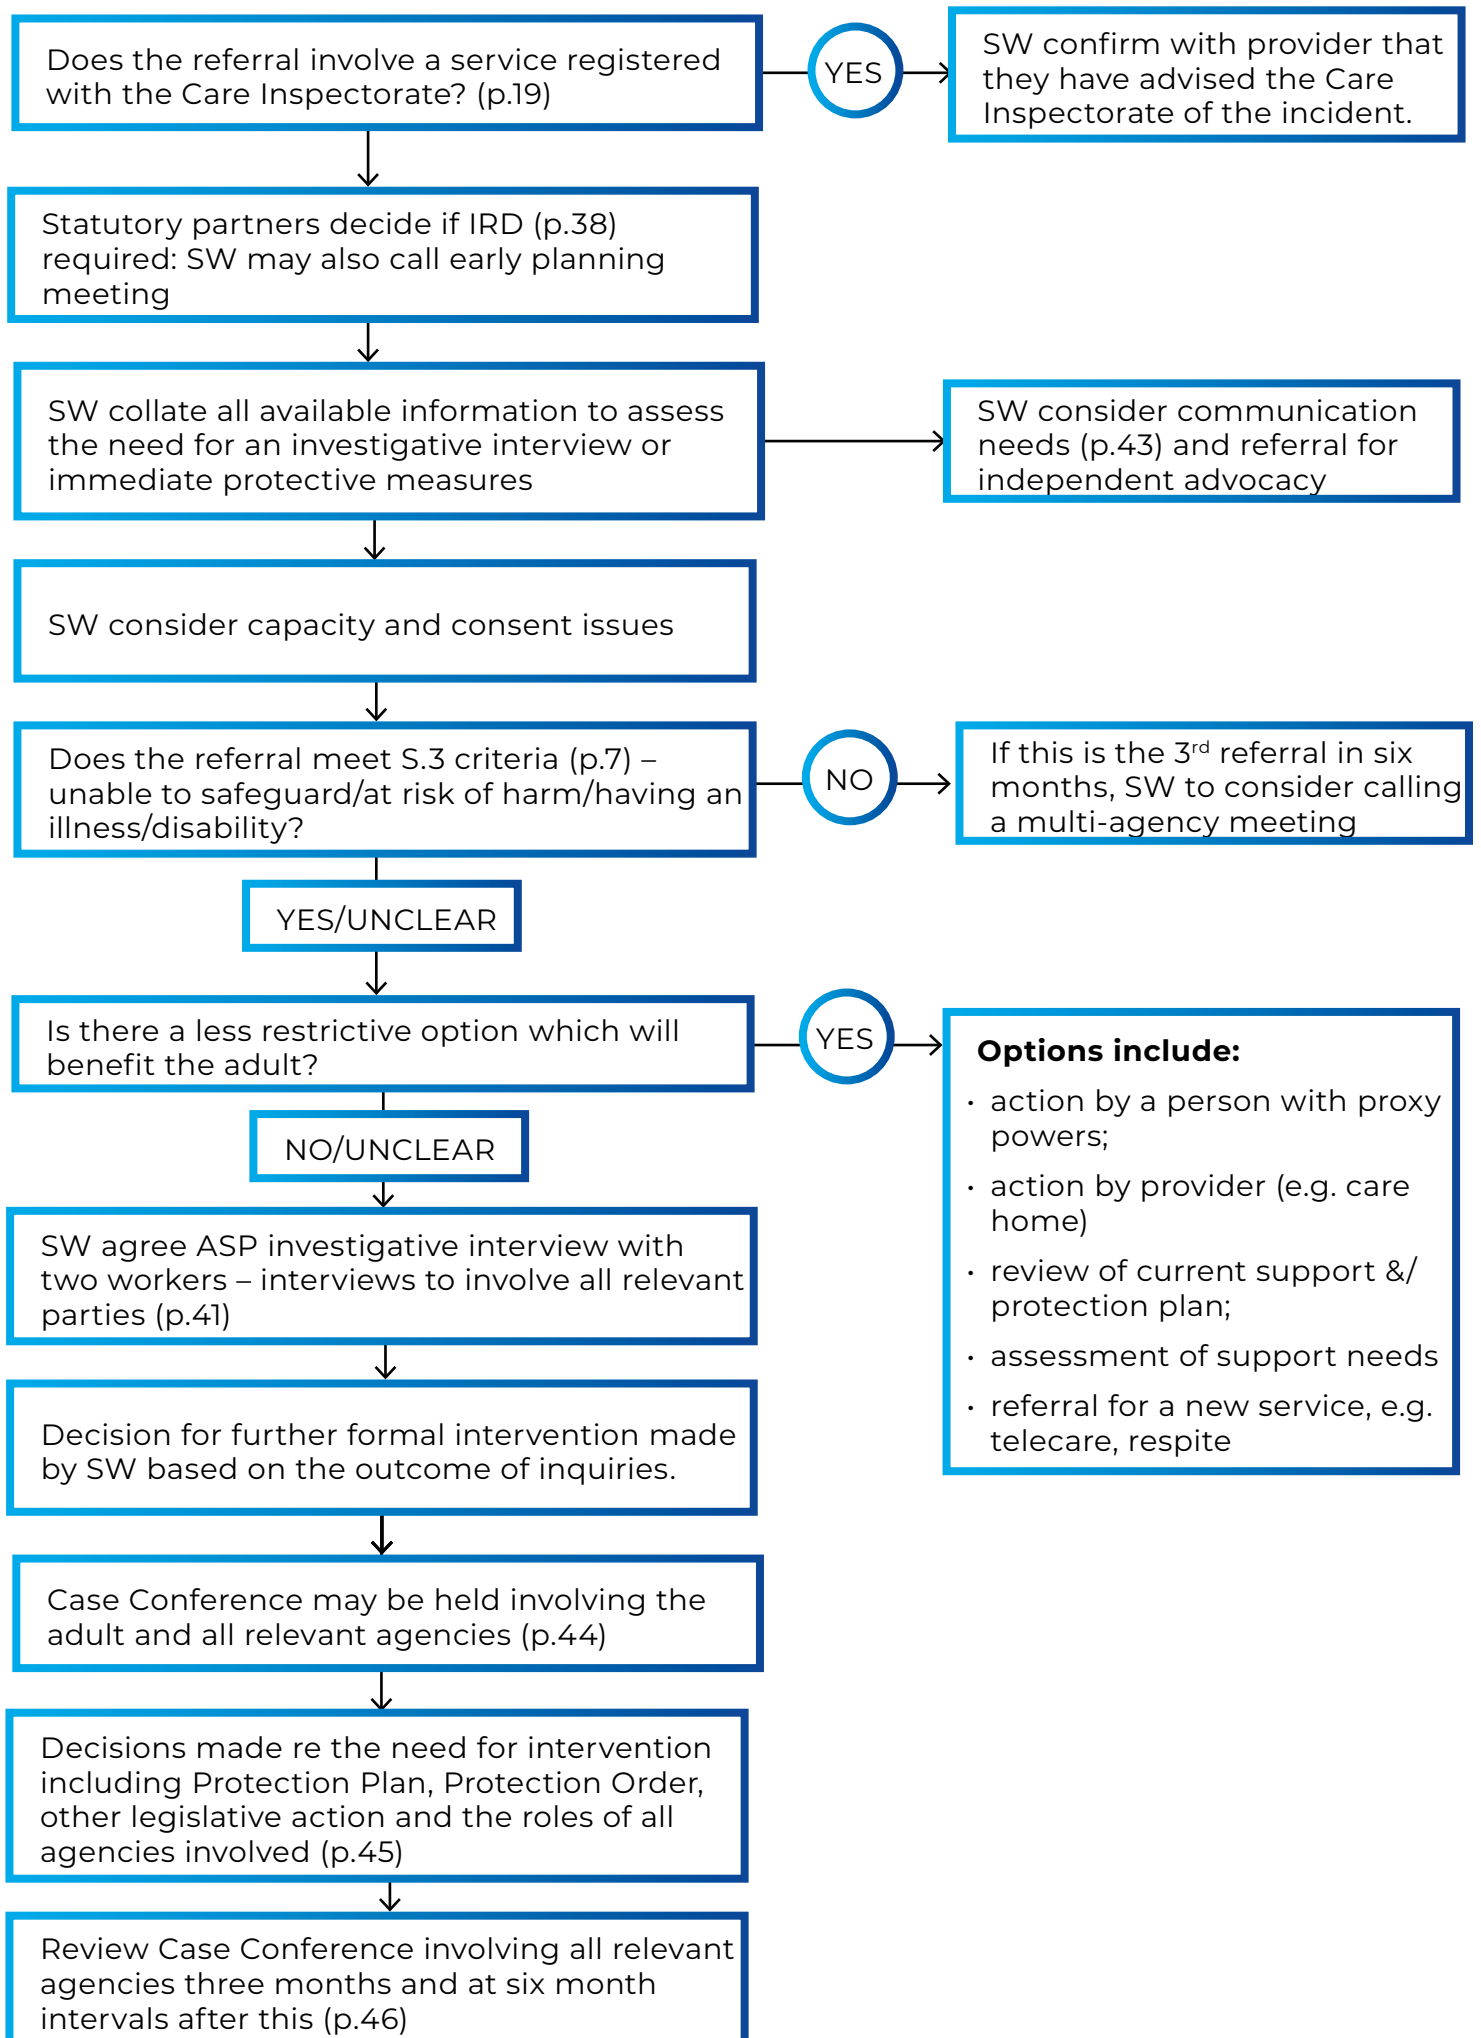 Does the referral involve a service registered
with the Care Inspectorate? (p.19)
YES
SW confirm with provider that
they have advised the Care
Inspectorate of the incident.
Statutory partners decide if IRD (p.38)
required: SW may also call early planning
meeting
SW collate all available information to assess
the need for an investigative interview or
immediate protective measures
SW consider communication
needs (p.43) and referral for
independent advocacy
SW consider capacity and consent issues
Does the referral meet S.3 criteria (p.7) –
unable to safeguard/at risk of harm/having an
illness/disability?
NO
If this is the 3rd referral in six
months, SW to consider calling
a multi-agency meeting
YES/UNCLEAR
Is there a less restrictive option which will
benefit the adult?
YES
Options include:
· action by a person with proxy
powers;
· action by provider (e.g. care
home)
· review of current support &/
protection plan;
· assessment of support needs
· referral for a new service, e.g.
telecare, respite
NO/UNCLEAR
SW agree ASP investigative interview with
two workers – interviews to involve all relevant
parties (p.41)
Decision for further formal intervention made
by SW based on the outcome of inquiries.
Case Conference may be held involving the
adult and all relevant agencies (p.44)
Decisions made re the need for intervention
including Protection Plan, Protection Order,
other legislative action and the roles of all
agencies involved (p.45)
Review Case Conference involving all relevant
agencies three months and at six month
intervals after this (p.46)